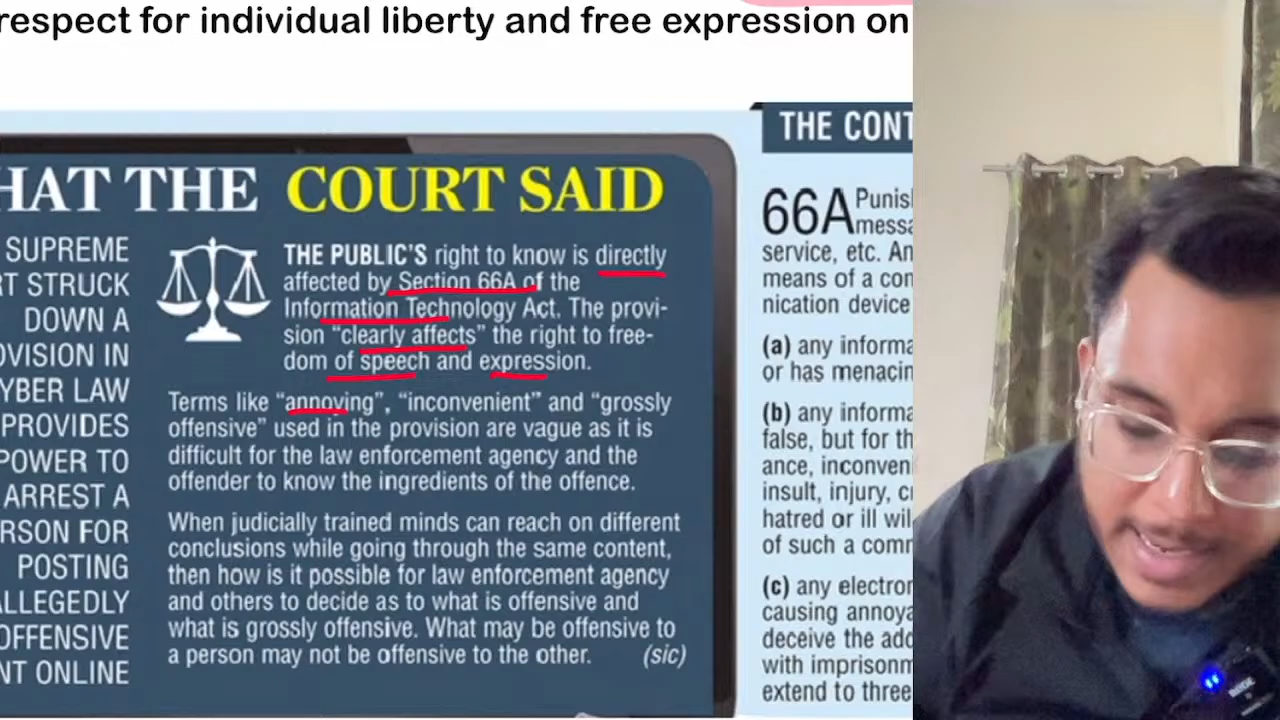 respect for individual liberty and free expression on
HAT THE COURT SAID
SUPREME
RT STRUCK
DOWN A
OVISION IN
YBER LAW
PROVIDES
POWER TO
ARREST A
ERSON FOR
POSTING
ALLEGEDLY
OFFENSIVE
NT ONLINE
THE PUBLIC'S right to know is directly
affected by Section 66A of the
Information Technology Act. The provi-
sion “clearly affects” the right to free-
dom of speech and expression.
Terms like “annoying”, “inconvenient” and “grossly
offensive” used in the provision are vague as it is
difficult for the law enforcement agency and the
offender to know the ingredients of the offence.
When judicially trained minds can reach on different
conclusions while going through the same content,
then how is it possible for law enforcement agency
and others to decide as to what is offensive and
what is grossly offensive. What may be offensive to
a person may not be offensive to the other. (sic)
THE CONT
66A Punis
messa
service, etc. An
means of a con
nication device
(a) any informa
or has menacin
(b) any informa
false, but for th
ance, inconveni
insult, injury, c
hatred or ill wil
of such a comm
(c) any electron
causing annoya
deceive the add
with imprisonm
extend to three